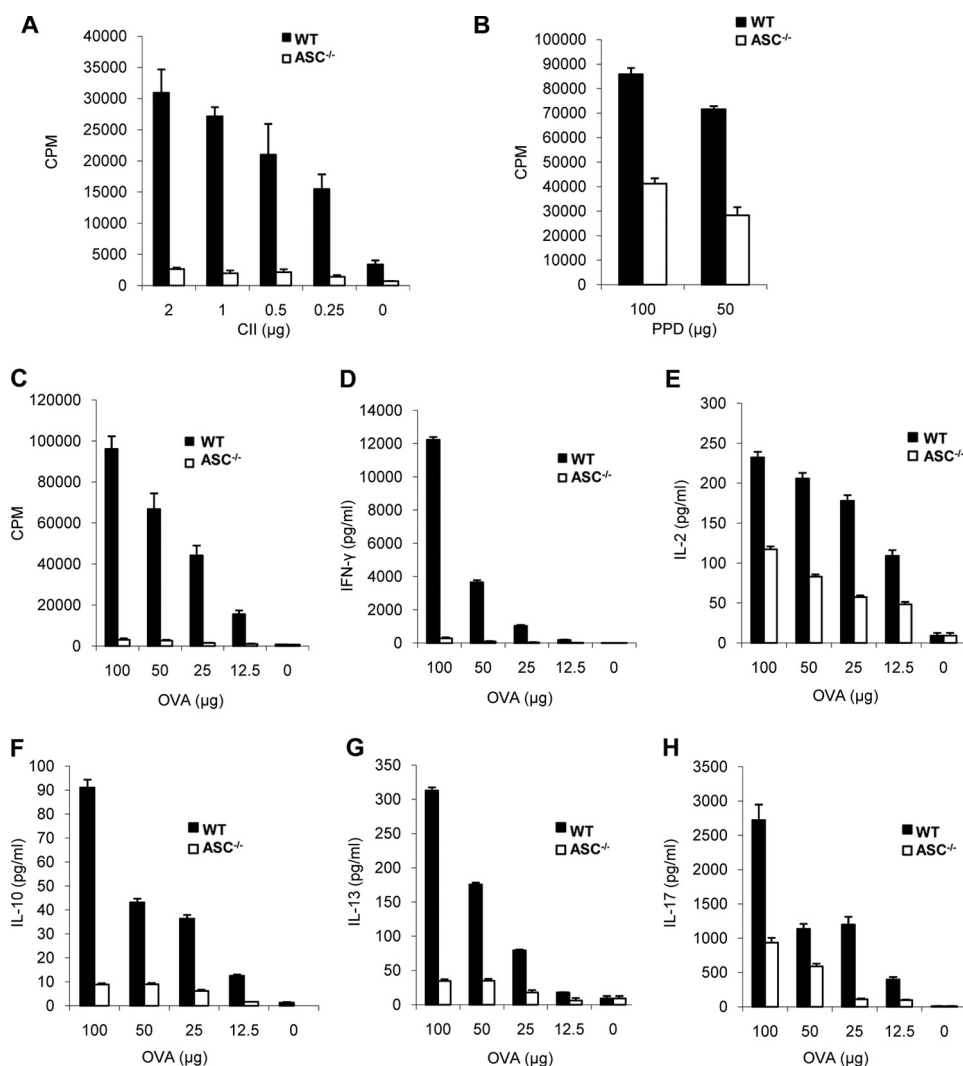 A
WT
ASC-/-
40000
35000
30000
25000
20000
15000
10000
5000
0
CPM
2 1 0.5 0.25 0
CII (µg)
B
WT
ASC-/-
100000
90000
80000
70000
60000
50000
40000
30000
20000
10000
0
CPM
100 50
PPD (µg)
C
WT
ASC-/-
120000
100000
80000
60000
40000
20000
0
CPM
100 50 25 12.5 0
OVA (µg)
D
WT
ASC-/-
14000
12000
10000
8000
6000
4000
2000
0
IFN-γ (pg/ml)
100 50 25 12.5 0
OVA (µg)
E
WT
ASC-/-
300
250
200
150
100
50
0
IL-2 (pg/ml)
100 50 25 12.5 0
OVA (µg)
F
WT
ASC-/-
100
90
80
70
60
50
40
30
20
10
0
IL-10 (pg/ml)
100 50 25 12.5 0
OVA (µg)
G
WT
ASC-/-
350
300
250
200
150
100
50
0
IL-13 (pg/ml)
100 50 25 12.5 0
OVA (µg)
H
WT
ASC-/-
3500
3000
2500
2000
1500
1000
500
0
IL-17 (pg/ml)
100 50 25 12.5 0
OVA (µg)